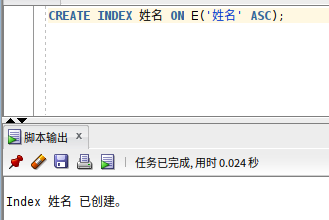 CREATE INDEX 姓名 ON E('姓名' ASC);
脚本输出 x
任务已完成, 用时 0.024 秒
Index 姓名 已创建。